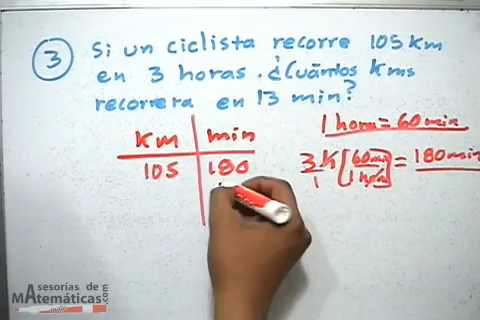 3 Si un ciclista recorre 105 km
en 3 horas. ¿Cuántos kms
recorrera en 13 min?
1 hora = 60 min
Km min
105 180
3 h/1 [60 min/1 hora] = 180 min
Asesorías de
Matemáticas.com